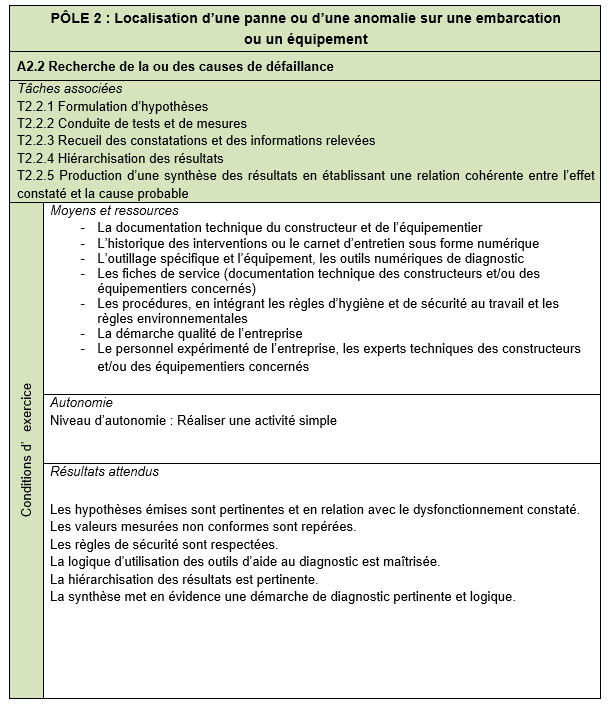 PÔLE 2 : Localisation d’une panne ou d’une anomalie sur une embarcation
ou un équipement
A2.2 Recherche de la ou des causes de défaillance
Tâches associées
T2.2.1 Formulation d’hypothèses
T2.2.2 Conduite de tests et de mesures
T2.2.3 Recueil des constatations et des informations relevées
T2.2.4 Hiérarchisation des résultats
T2.2.5 Production d’une synthèse des résultats en établissant une relation cohérente entre l’effet
constaté et la cause probable
Conditions d’ exercice
Moyens et ressources
- La documentation technique du constructeur et de l’équipementier
- L’historique des interventions ou le carnet d’entretien sous forme numérique
- L’outillage spécifique et l’équipement, les outils numériques de diagnostic
- Les fiches de service (documentation technique des constructeurs et/ou des
équipementiers concernés)
- Les procédures, en intégrant les règles d’hygiène et de sécurité au travail et les
règles environnementales
- La démarche qualité de l’entreprise
- Le personnel expérimenté de l’entreprise, les experts techniques des constructeurs
et/ou des équipementiers concernés
Autonomie
Niveau d’autonomie : Réaliser une activité simple
Résultats attendus
Les hypothèses émises sont pertinentes et en relation avec le dysfonctionnement constaté.
Les valeurs mesurées non conformes sont repérées.
Les règles de sécurité sont respectées.
La logique d’utilisation des outils d’aide au diagnostic est maîtrisée.
La hiérarchisation des résultats est pertinente.
La synthèse met en évidence une démarche de diagnostic pertinente et logique.